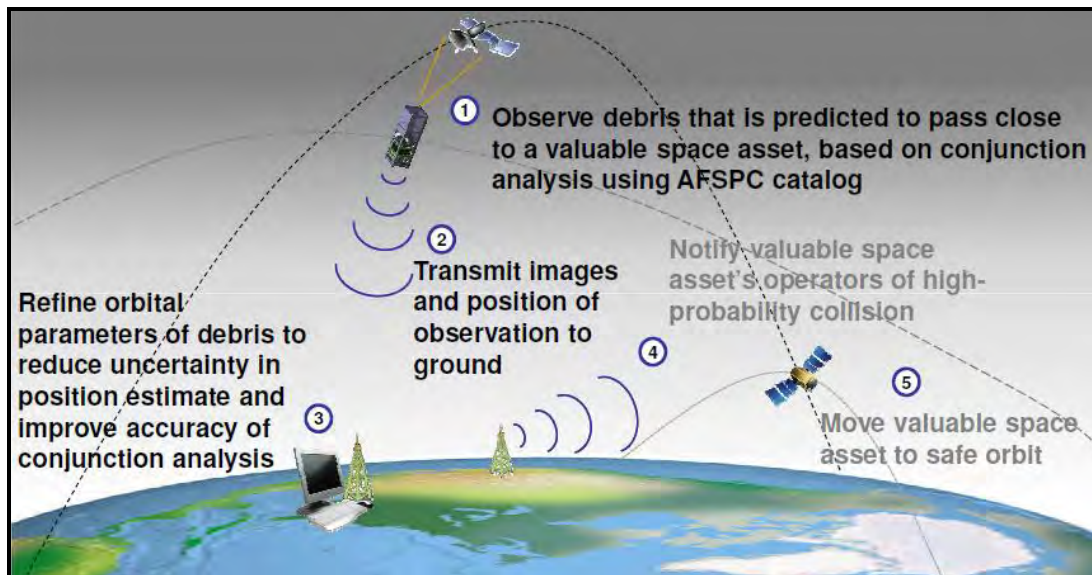 1
Observe debris that is predicted to pass close
to a valuable space asset, based on conjunction
analysis using AFSPC catalog
2
Transmit images
and position of
observation to
ground
Refine orbital
parameters of debris to
reduce uncertainty in
position estimate and
improve accuracy of
conjunction analysis
3
Notify valuable space
asset's operators of high-
probability collision
4
5
Move valuable space
asset to safe orbit